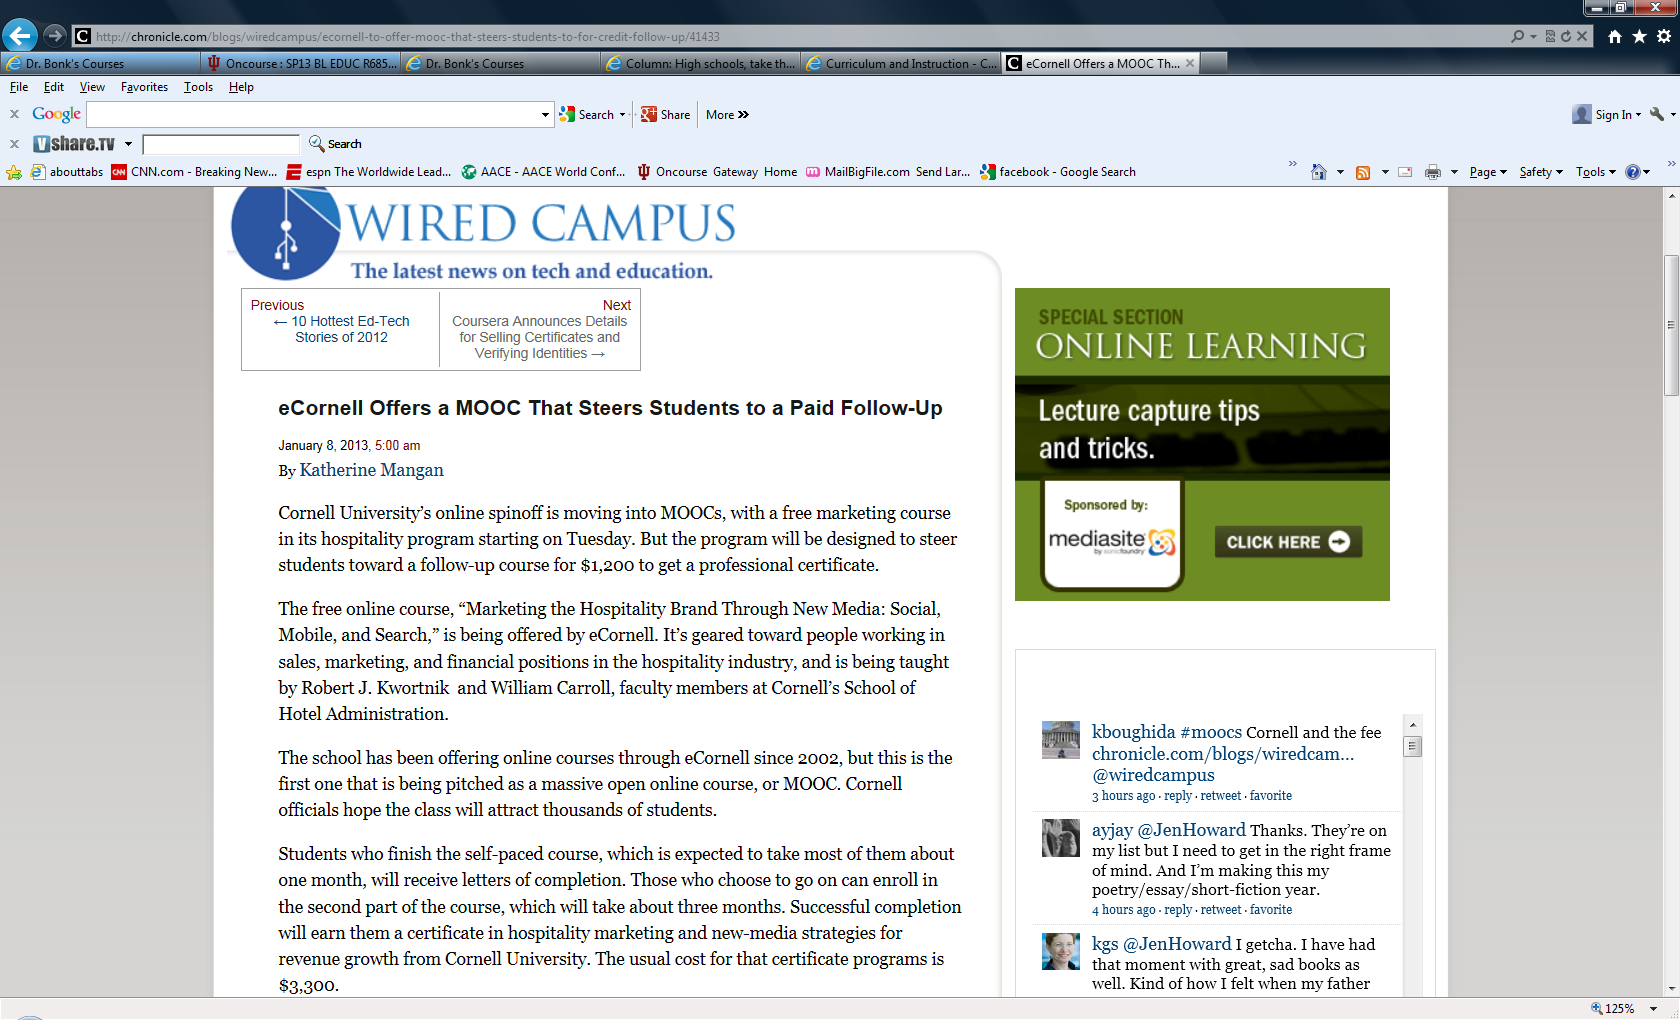 http://chronicle.com/blogs/wiredcampus/ecornell-to-offer-mooc-that-steers-students-to-for-credit-follow-up/41433
Dr. Bonk's Courses
Oncourse : SP13 BL EDUC R685...
Dr. Bonk's Courses
Column: High schools, take th...
Curriculum and Instruction - C...
eCornell Offers a MOOC Th...
File Edit View Favorites Tools Help
Google Search Share More »
Sign In
Vshare.TV Search
abouttabs
CNN.com - Breaking New...
espn The Worldwide Lead...
AACE - AACE World Conf...
Oncourse Gateway Home
MailBigFile.com Send Lar...
facebook - Google Search
Page Safety Tools
WIRED CAMPUS
The latest news on tech and education.
Previous
← 10 Hottest Ed-Tech
Stories of 2012
Next
Coursera Announces Details
for Selling Certificates and
Verifying Identities →
eCornell Offers a MOOC That Steers Students to a Paid Follow-Up
January 8, 2013, 5:00 am
By Katherine Mangan
Cornell University's online spinoff is moving into MOOCs, with a free marketing course
in its hospitality program starting on Tuesday. But the program will be designed to steer
students toward a follow-up course for $1,200 to get a professional certificate.
The free online course, “Marketing the Hospitality Brand Through New Media: Social,
Mobile, and Search,” is being offered by eCornell. It's geared toward people working in
sales, marketing, and financial positions in the hospitality industry, and is being taught
by Robert J. Kwortnik and William Carroll, faculty members at Cornell's School of
Hotel Administration.
The school has been offering online courses through eCornell since 2002, but this is the
first one that is being pitched as a massive open online course, or MOOC. Cornell
officials hope the class will attract thousands of students.
Students who finish the self-paced course, which is expected to take most of them about
one month, will receive letters of completion. Those who choose to go on can enroll in
the second part of the course, which will take about three months. Successful completion
will earn them a certificate in hospitality marketing and new-media strategies for
revenue growth from Cornell University. The usual cost for that certificate programs is
$3,300.
SPECIAL SECTION
ONLINE LEARNING
Lecture capture tips
and tricks.
Sponsored by:
mediasite
by sonicfoundry
CLICK HERE
kboughida #moocs Cornell and the fee
chronicle.com/blogs/wiredcam...
@wiredcampus
3 hours ago · reply · retweet · favorite
ayjay @JenHoward Thanks. They're on
my list but I need to get in the right frame
of mind. And I'm making this my
poetry/essay/short-fiction year.
4 hours ago · reply · retweet · favorite
kgs @JenHoward I getcha. I have had
that moment with great, sad books as
well. Kind of how I felt when my father
125%